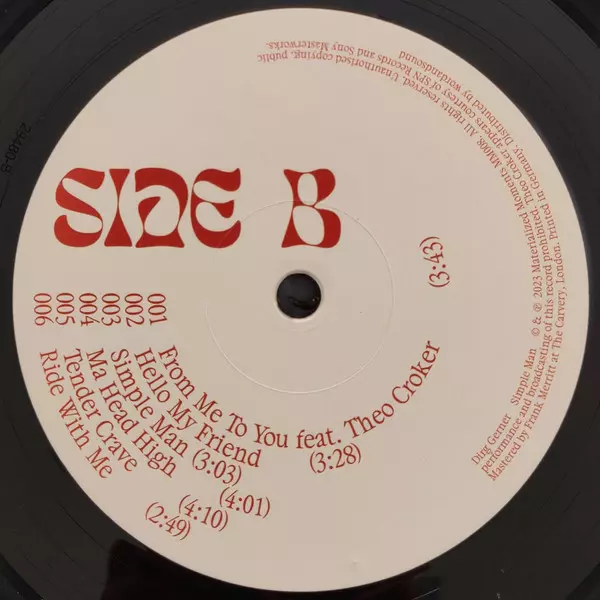 SIDE B
001 From Me To You feat. Theo Croker (3:43)
002 Hello My Friend (3:28)
003 Simple Man (3:03)
004 Ma Head High (4:01)
005 Tender Crave (4:10)
006 Ride With Me (2:49)
Dirg Gerner Simple Man © & ℗ 2023 Materialized Moments MM008. All rights reserved. Unauthorised copying, public
performance and broadcasting of this record prohibited. Theo Croker appears courtesy of SPN Records and Sony Masterworks.
Mastered by Frank Merritt at The Carvery, London. Printed in Germany. Distributed by wordandsound